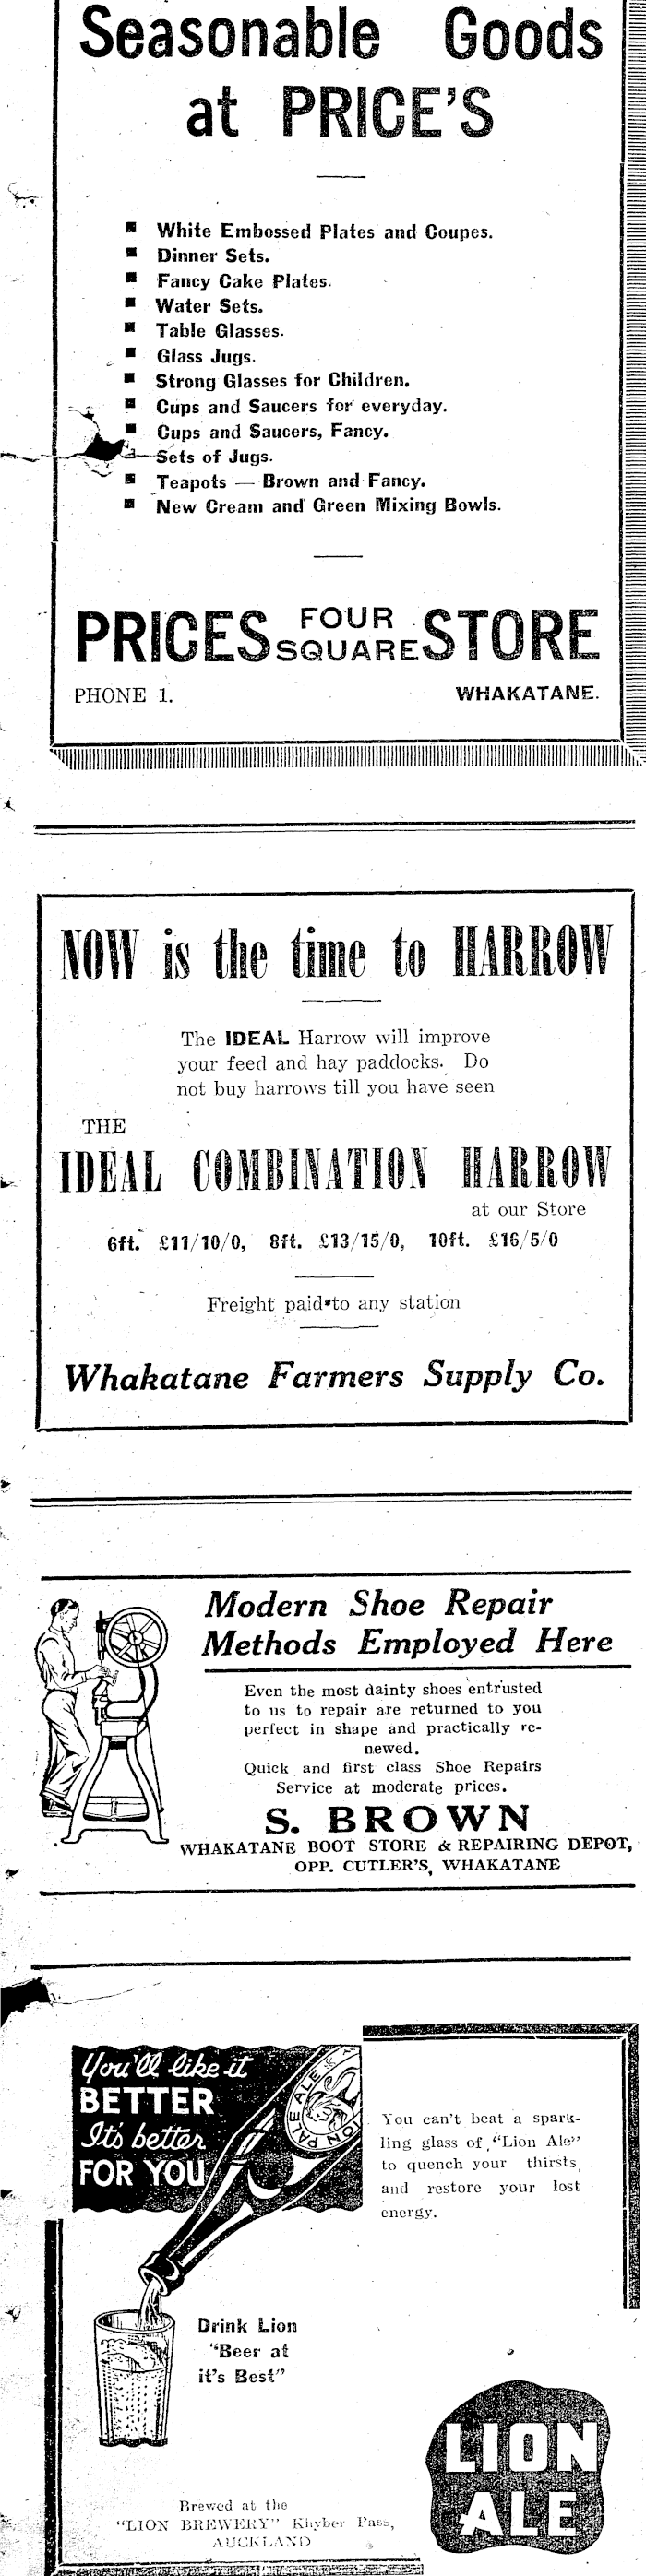 Seasonable Goods
at PRICE'S
White Embossed Plates and Coupes.
Dinner Sets.
Fancy Cake Plates.
Water Sets.
Table Glasses.
Glass Jugs.
Strong Glasses for Children.
Cups and Saucers for everyday.
Cups and Saucers, Fancy.
Sets of Jugs.
Teapots — Brown and Fancy.
New Cream and Green Mixing Bowls.
PRICES FOUR SQUARE STORE
PHONE 1. WHAKATANE.
NOW is the time to HARROW
The IDEAL Harrow will improve
your feed and hay paddocks. Do
not buy harrows till you have seen
THE
IDEAL COMBINATION HARROW
at our Store
6ft. £11/10/0, 8ft. £13/15/0, 10ft. £16/5/0
Freight paid to any station
Whakatane Farmers Supply Co.
Modern Shoe Repair
Methods Employed Here
Even the most dainty shoes entrusted
to us to repair are returned to you
perfect in shape and practically re-
newed.
Quick and first class Shoe Repairs
Service at moderate prices.
S. BROWN
WHAKATANE BOOT STORE & REPAIRING DEPOT,
OPP. CUTLER'S, WHAKATANE
You'll like it
BETTER
It's better
FOR YOU
LION PALE ALE
You can't beat a spark-
ling glass of "Lion Ale"
to quench your thirsts,
and restore your lost
energy.
Drink Lion
"Beer at
it's Best"
LION
ALE
Brewed at the
"LION BREWERY" Khyber Pass,
AUCKLAND